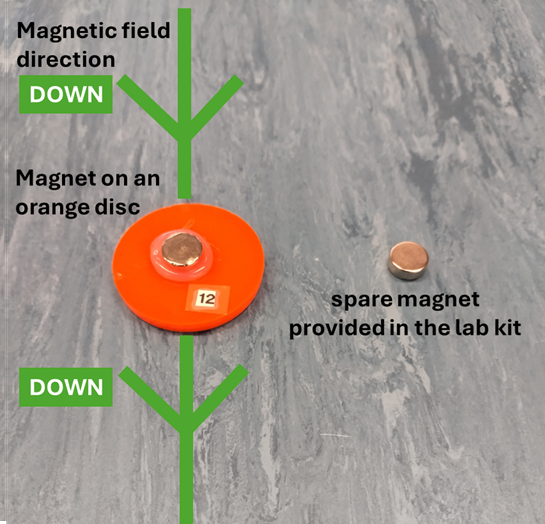 Magnetic field
direction
DOWN
Magnet on an
orange disc
12
spare magnet
provided in the lab kit
DOWN